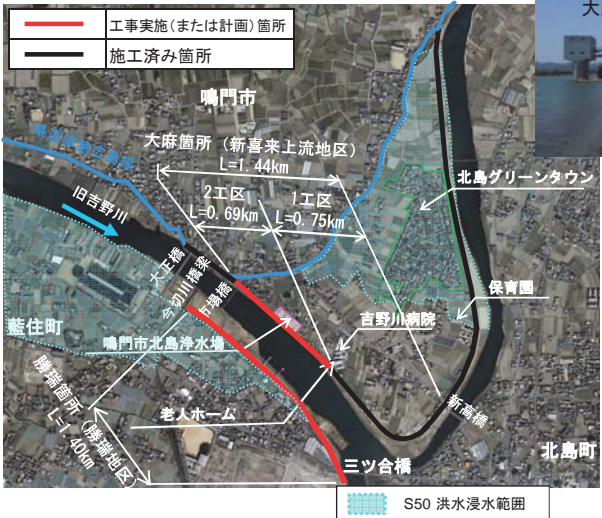 工事実施(または計画)箇所
施工済み箇所
大
鳴門市
大麻箇所(新喜来上流地区)
L=1.44km
2工区
L=0.69km
1工区
L=0.75km
北島グリーンタウン
旧吉野川
大正橋
今切川橋梁
市場橋
保育園
藍住町
吉野川病院
鳴門市北島浄水場
勝瑞箇所(勝瑞地区)
L=1.40km
老人ホーム
新高橋
三ツ合橋
北島町
S50 洪水浸水範囲